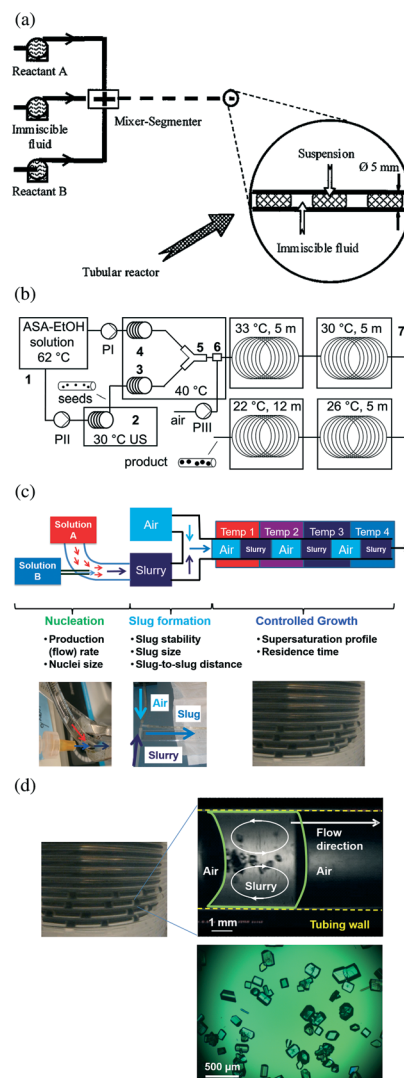 (a)
Reactant A
Immiscible
fluid
Reactant B
Mixer-Segmenter
Suspension
Ø 5 mm
Immiscible fluid
Tubular reactor
(b)
ASA-EtOH
solution
62 °C
1
PI
4
3
5
6
40 °C
seeds
PII
2
30 °C US
air
PIII
product
33 °C, 5 m
30 °C, 5 m
7
22 °C, 12 m
26 °C, 5 m
(c)
Solution
A
Solution
B
Air
Slurry
Temp 1
Temp 2
Temp 3
Temp 4
Air
Slurry
Air
Slurry
Air
Slurry
Air
Slurry
Nucleation
• Production
(flow) rate
• Nuclei size
Slug formation
• Slug stability
• Slug size
• Slug-to-slug distance
Controlled Growth
• Supersaturation profile
• Residence time
Air
Slug
Slurry
(d)
Flow
direction
Air
Slurry
Air
1 mm
Tubing wall
500 µm